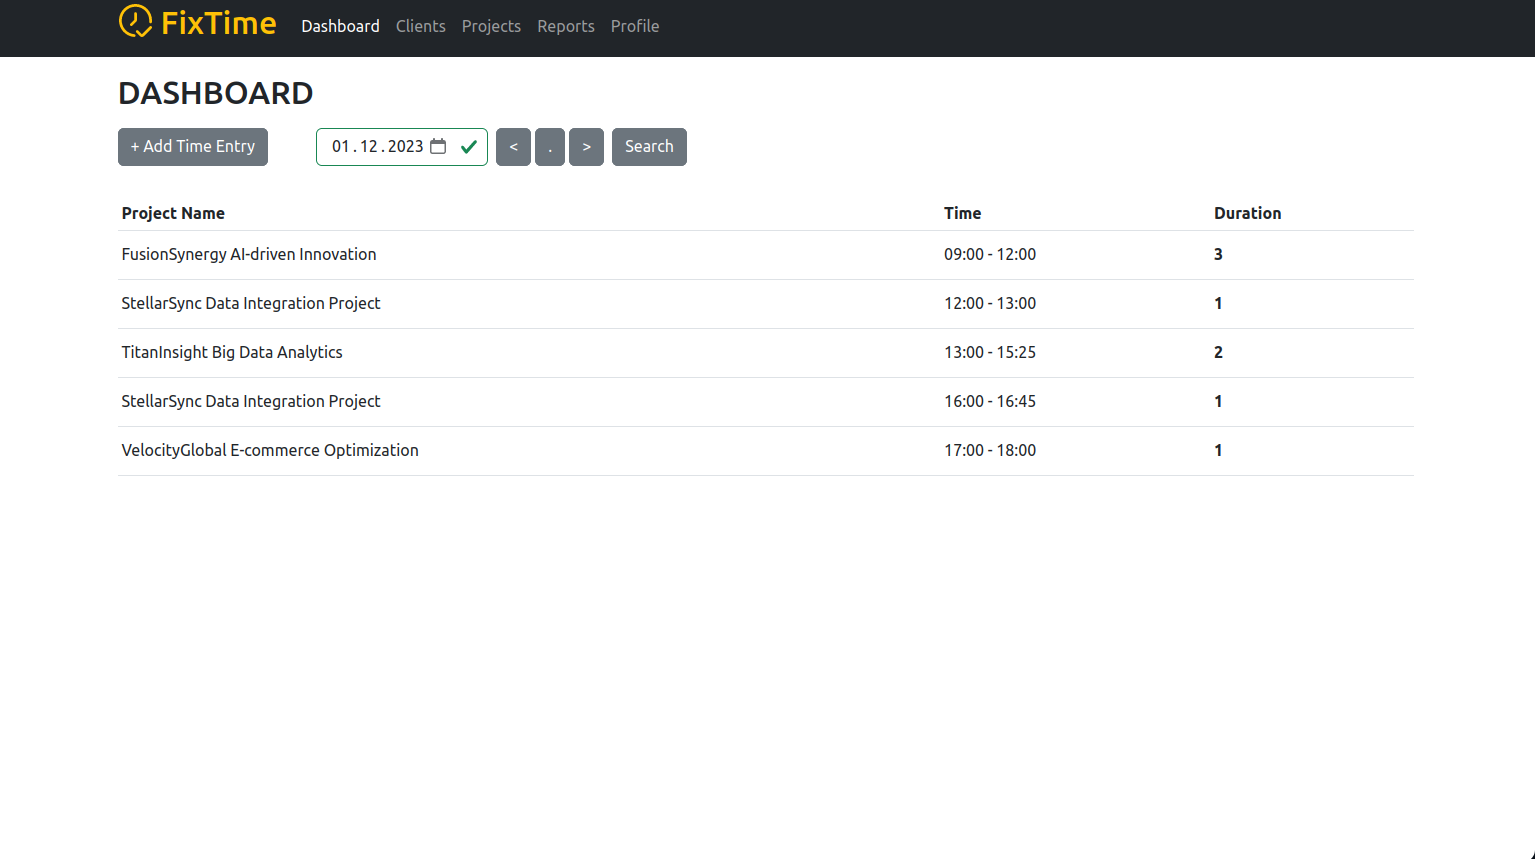 FixTime Dashboard Clients Projects Reports Profile
DASHBOARD
+ Add Time Entry 01.12.2023 < . > Search
Project Name Time Duration
FusionSynergy AI-driven Innovation 09:00 - 12:00 3
StellarSync Data Integration Project 12:00 - 13:00 1
TitanInsight Big Data Analytics 13:00 - 15:25 2
StellarSync Data Integration Project 16:00 - 16:45 1
VelocityGlobal E-commerce Optimization 17:00 - 18:00 1